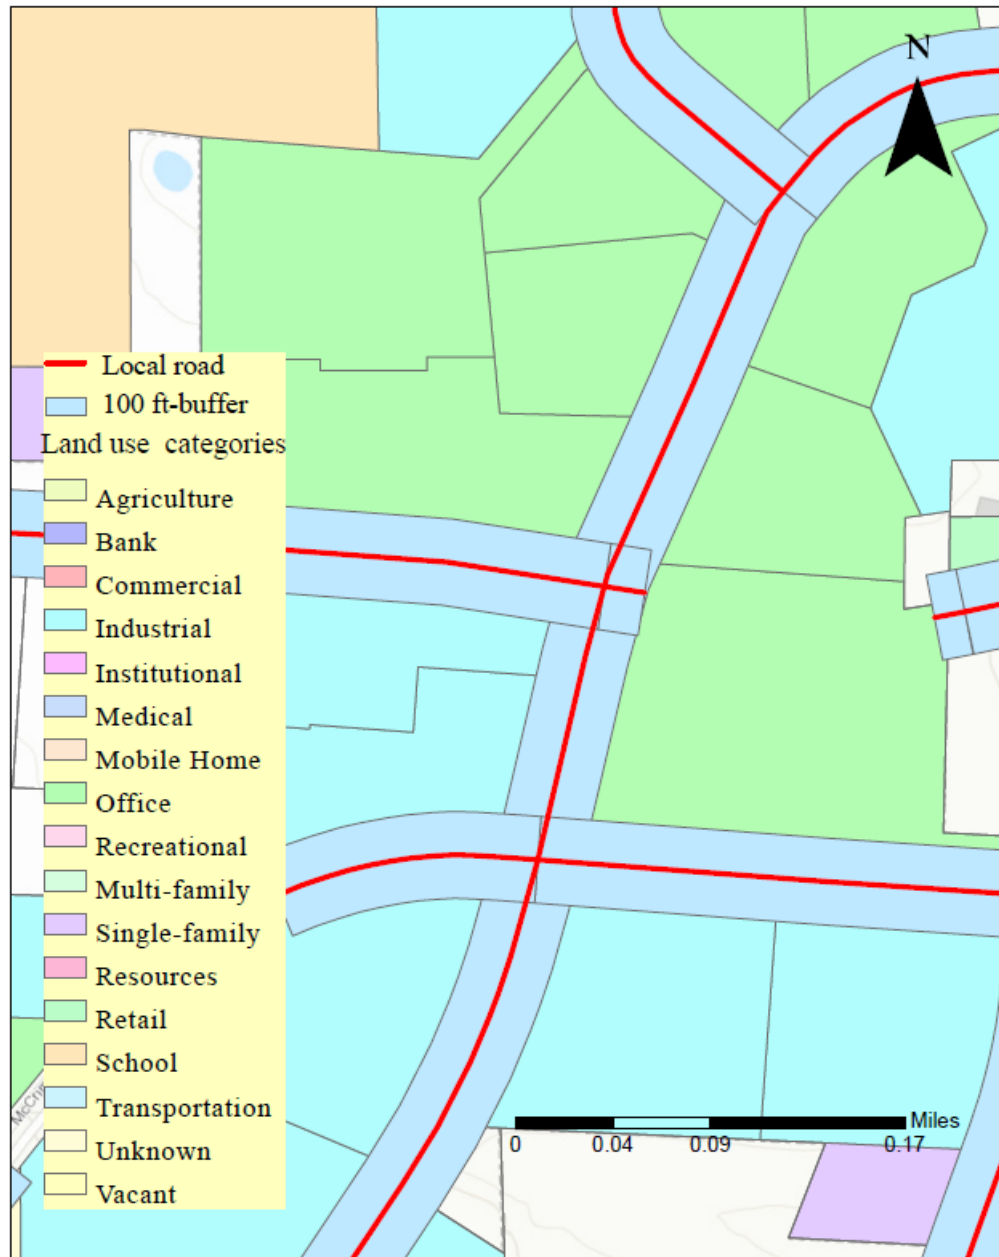 N
Local road
100 ft-buffer
Land use categories
Agriculture
Bank
Commercial
Industrial
Institutional
Medical
Mobile Home
Office
Recreational
Multi-family
Single-family
Resources
Retail
School
Transportation
Unknown
Vacant
Miles
0 0.04 0.09 0.17